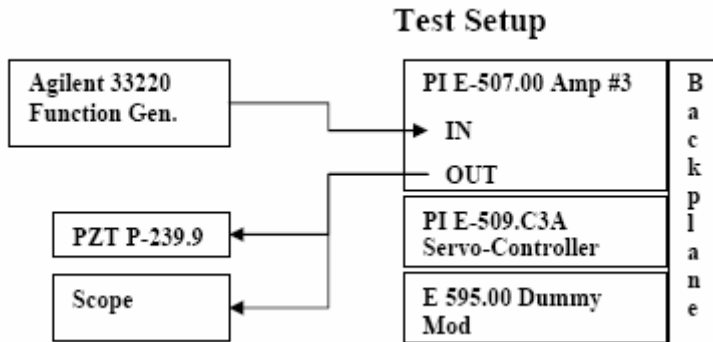 Test Setup
Agilent 33220
Function Gen.
PI E-507.00 Amp #3
IN
OUT
PZT P-239.9
Scope
PI E-509.C3A
Servo-Controller
E 595.00 Dummy
Mod
Backplane